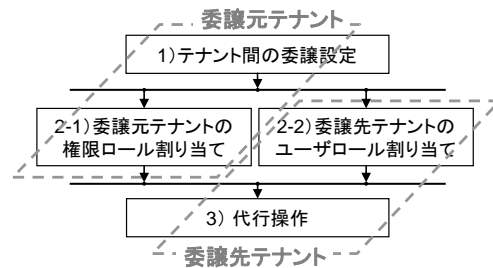 委譲元テナント
1)テナント間の委譲設定
2-1)委譲元テナントの
権限ロール割り当て
2-2)委譲先テナントの
ユーザロール割り当て
3) 代行操作
委譲先テナント